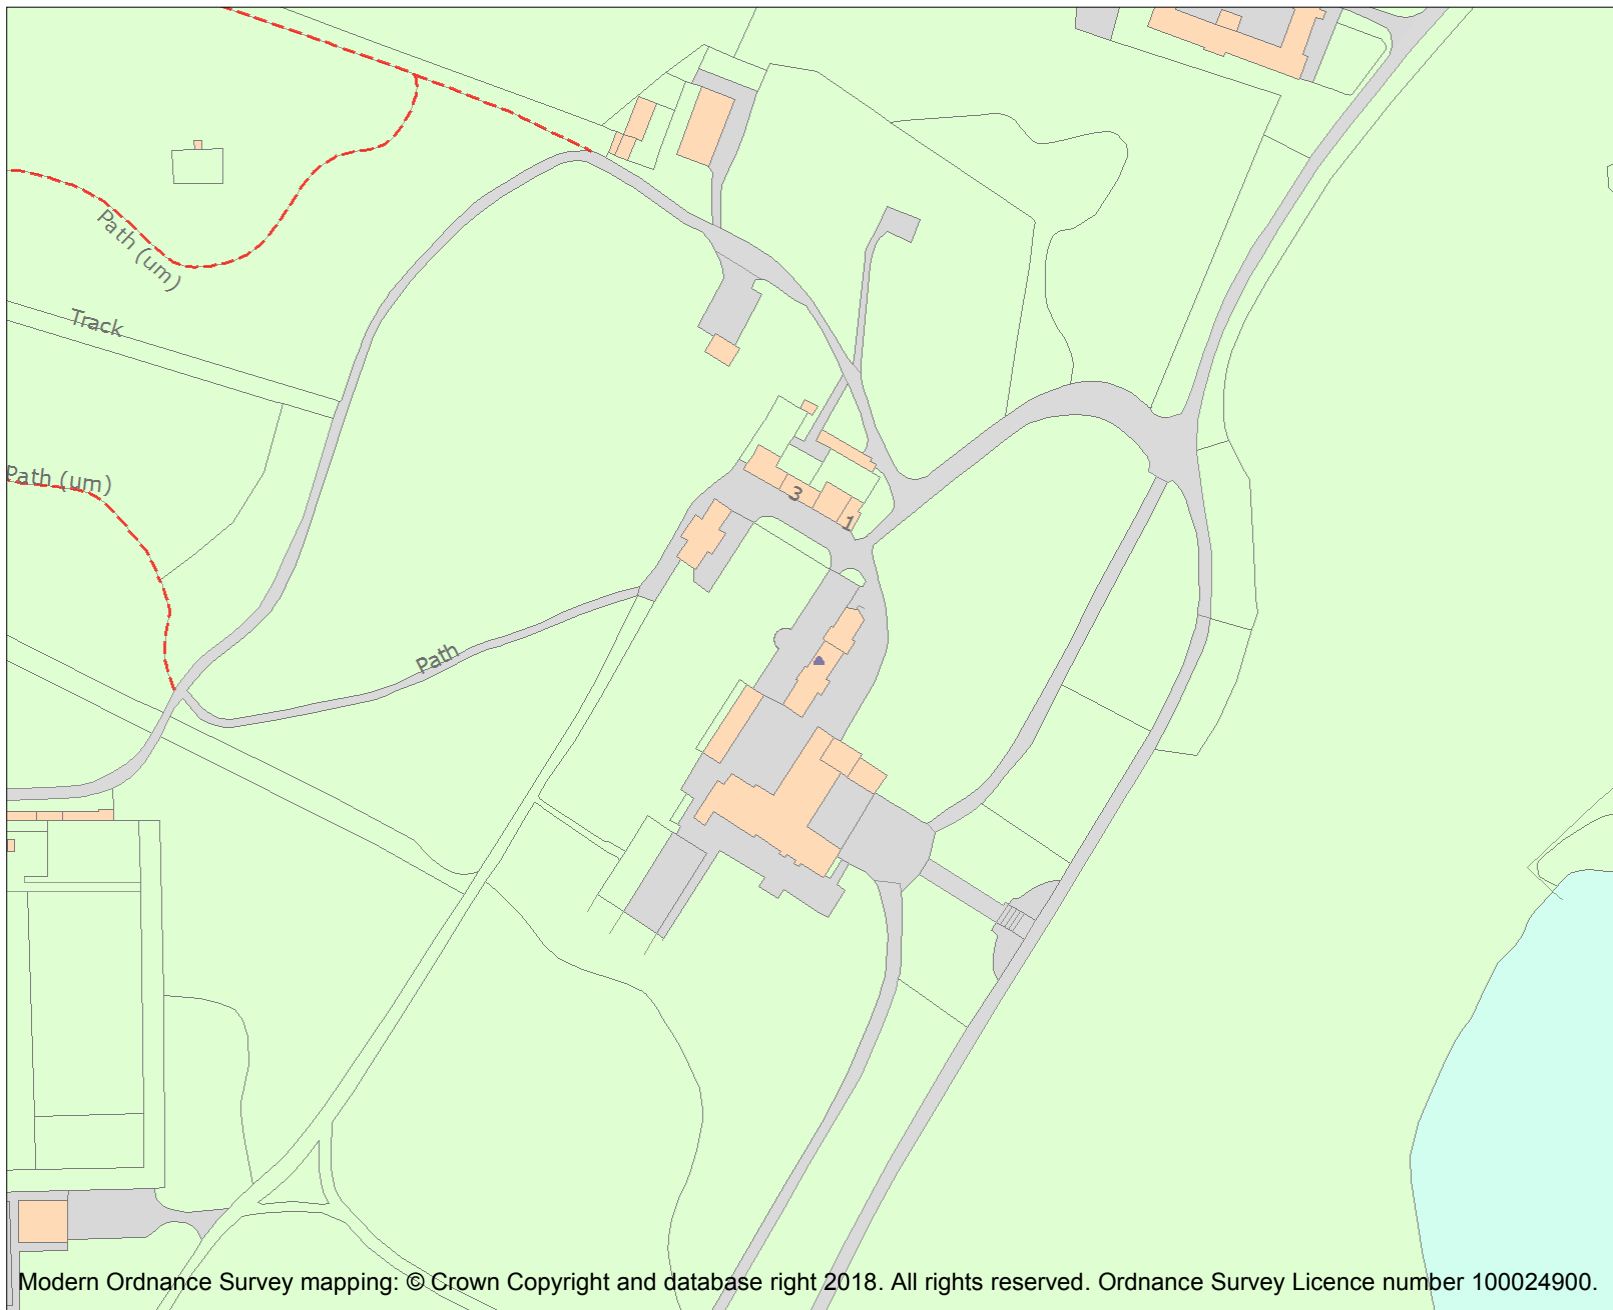 Path (um)
Track
Path (um)
3
1
Path
Modern Ordnance Survey mapping: © Crown Copyright and database right 2018. All rights reserved. Ordnance Survey Licence number 100024900.